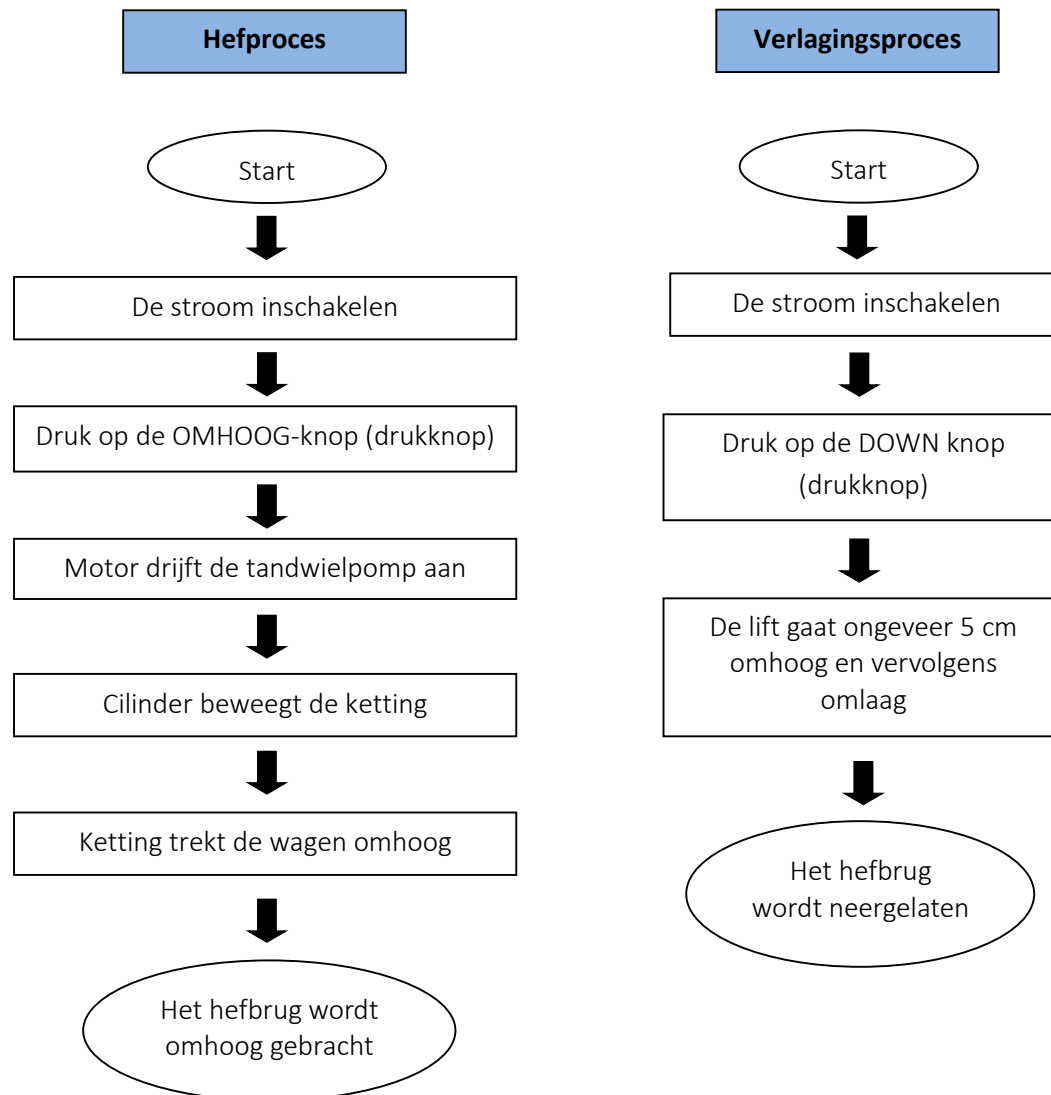 Hefproces
Start
De stroom inschakelen
Druk op de OMHOOG-knop (drukknop)
Motor drijft de tandwielpomp aan
Cilinder beweegt de ketting
Ketting trekt de wagen omhoog
Het hefbrug wordt
omhoog gebracht
Verlagingsproces
Start
De stroom inschakelen
Druk op de DOWN knop
(drukknop)
De lift gaat ongeveer 5 cm
omhoog en vervolgens
omlaag
Het hefbrug
wordt neergelaten